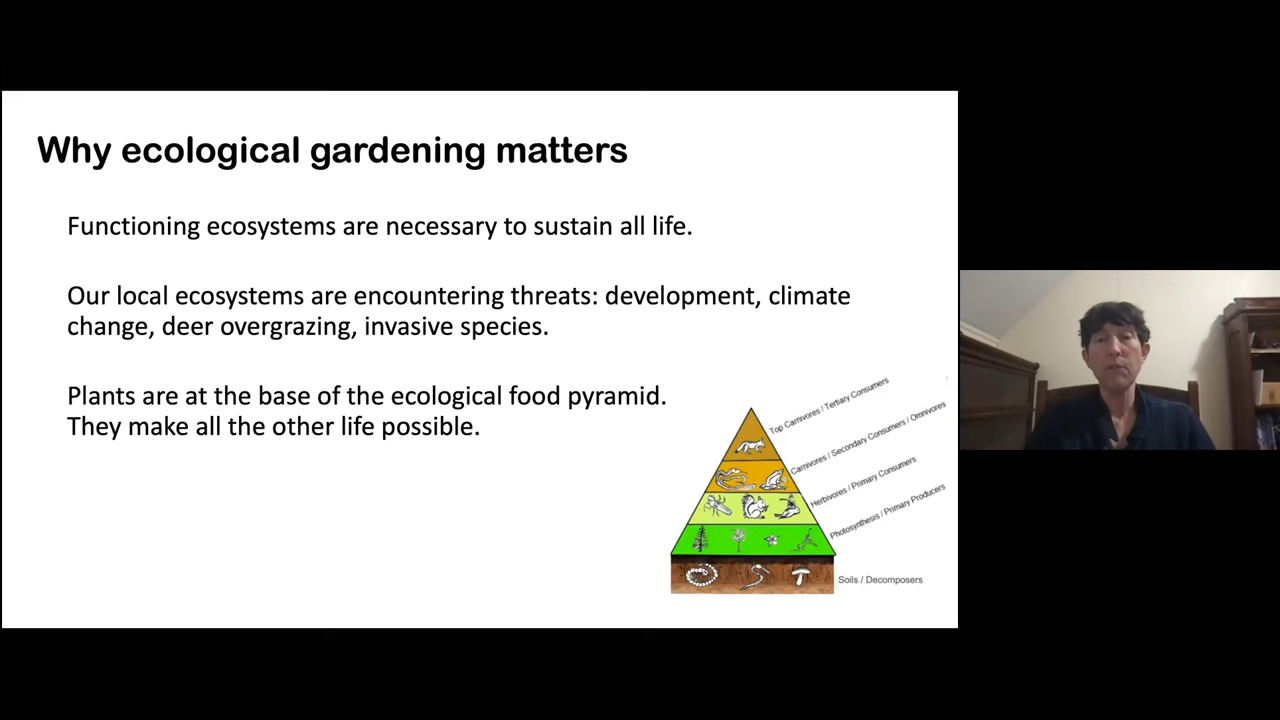 Why ecological gardening matters
Functioning ecosystems are necessary to sustain all life.
Our local ecosystems are encountering threats: development, climate
change, deer overgrazing, invasive species.
Plants are at the base of the ecological food pyramid.
They make all the other life possible.
Top Carnivores / Tertiary Consumers
Carnivores / Secondary Consumers / Omnivores
Herbivores / Primary Consumers
Photosynthesis / Primary Producers
Soils / Decomposers